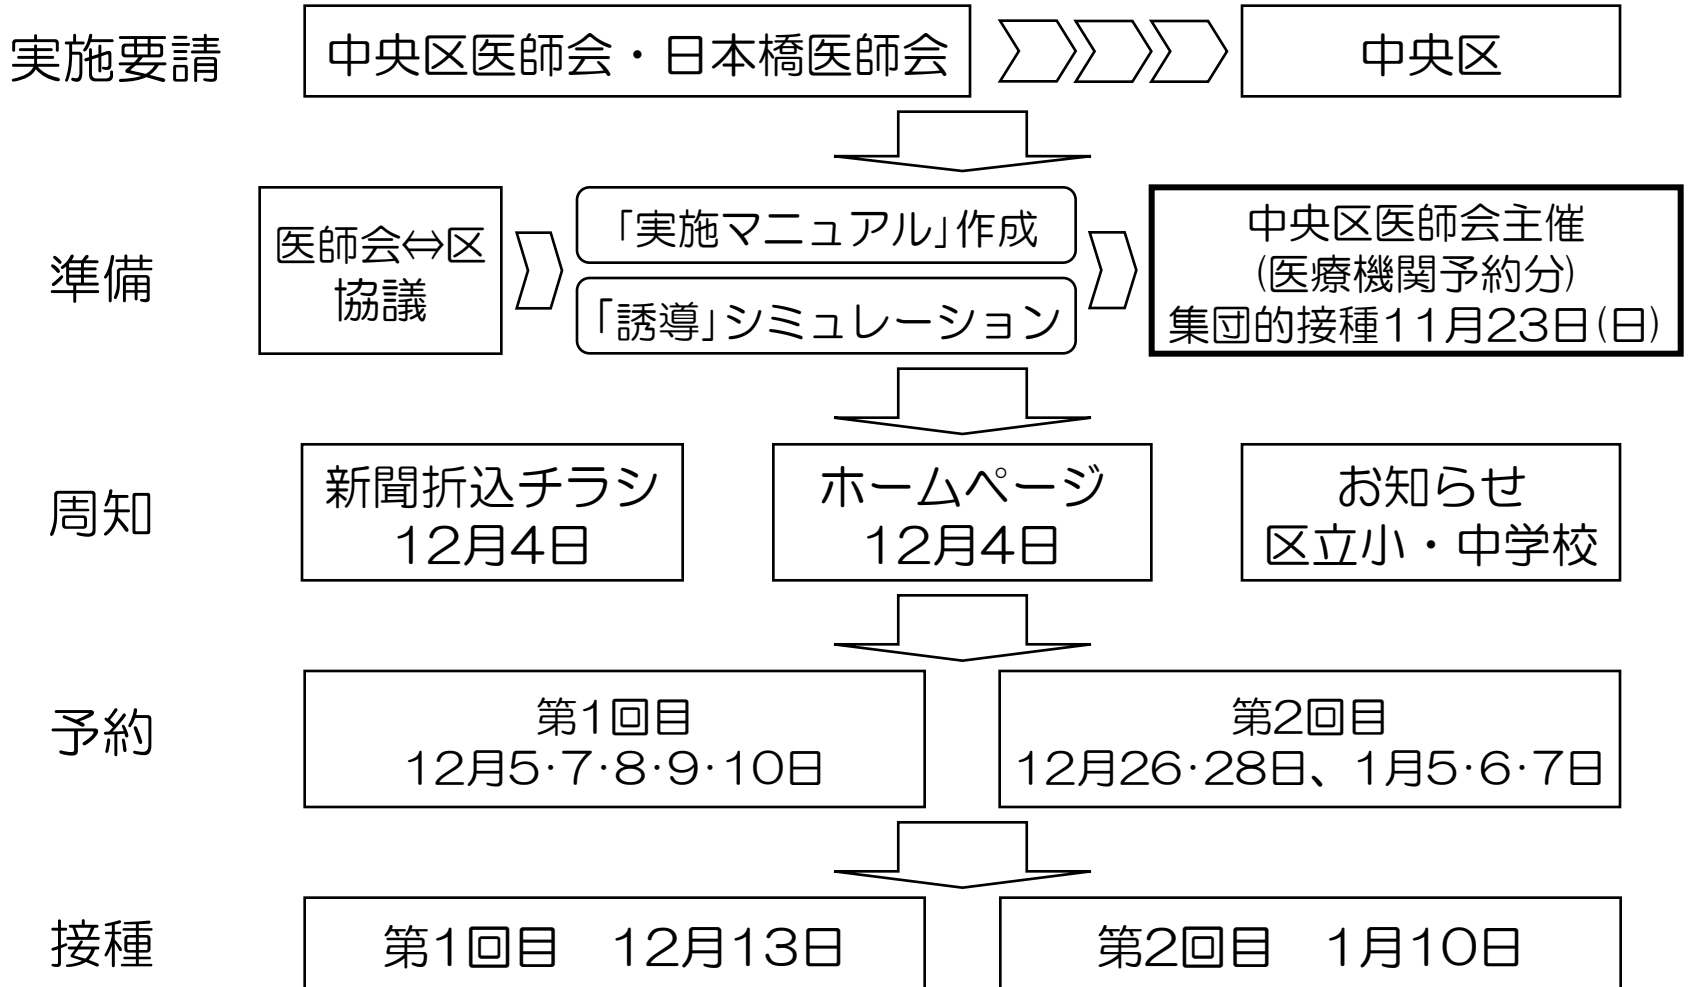 実施要請
中央区医師会・日本橋医師会
中央区
準備
医師会⇔区
協議
「実施マニュアル」作成
「誘導」シミュレーション
中央区医師会主催
(医療機関予約分)
集団的接種11月23日(日)
周知
新聞折込チラシ
12月4日
ホームページ
12月4日
お知らせ
区立小・中学校
予約
第1回目
12月5・7・8・9・10日
第2回目
12月26・28日、1月5・6・7日
接種
第1回目　12月13日
第2回目　1月10日